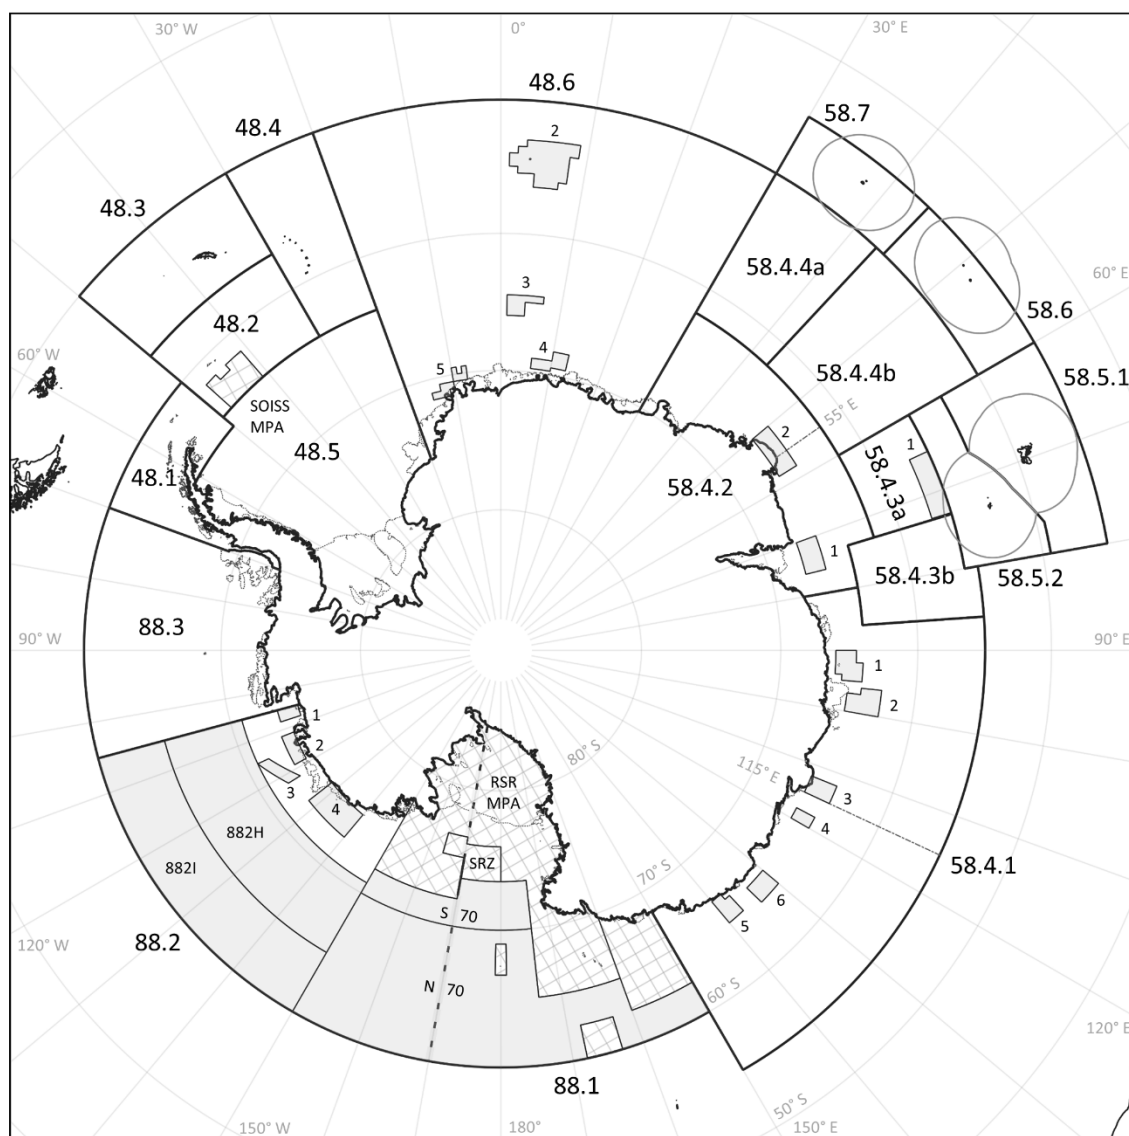 30° W
0°
30° E
48.6
58.7
48.4
2
48.3
58.4.4a
60° E
3
48.2
58.6
60° W
4
5
58.4.4b
58.5.1
SOISS
MPA
55° E
2
48.5
1
48.1
58.4.2
58.4.3a
1
58.4.3b
58.5.2
88.3
90° W
90° E
1
2
1
2
80° S
115° E
3
RSR
MPA
3
4
4
882H
SRZ
58.4.1
882I
70° S
6
S 70
5
120° W
88.2
N 70
60° S
120° E
88.1
50° S
150° W
180°
150° E